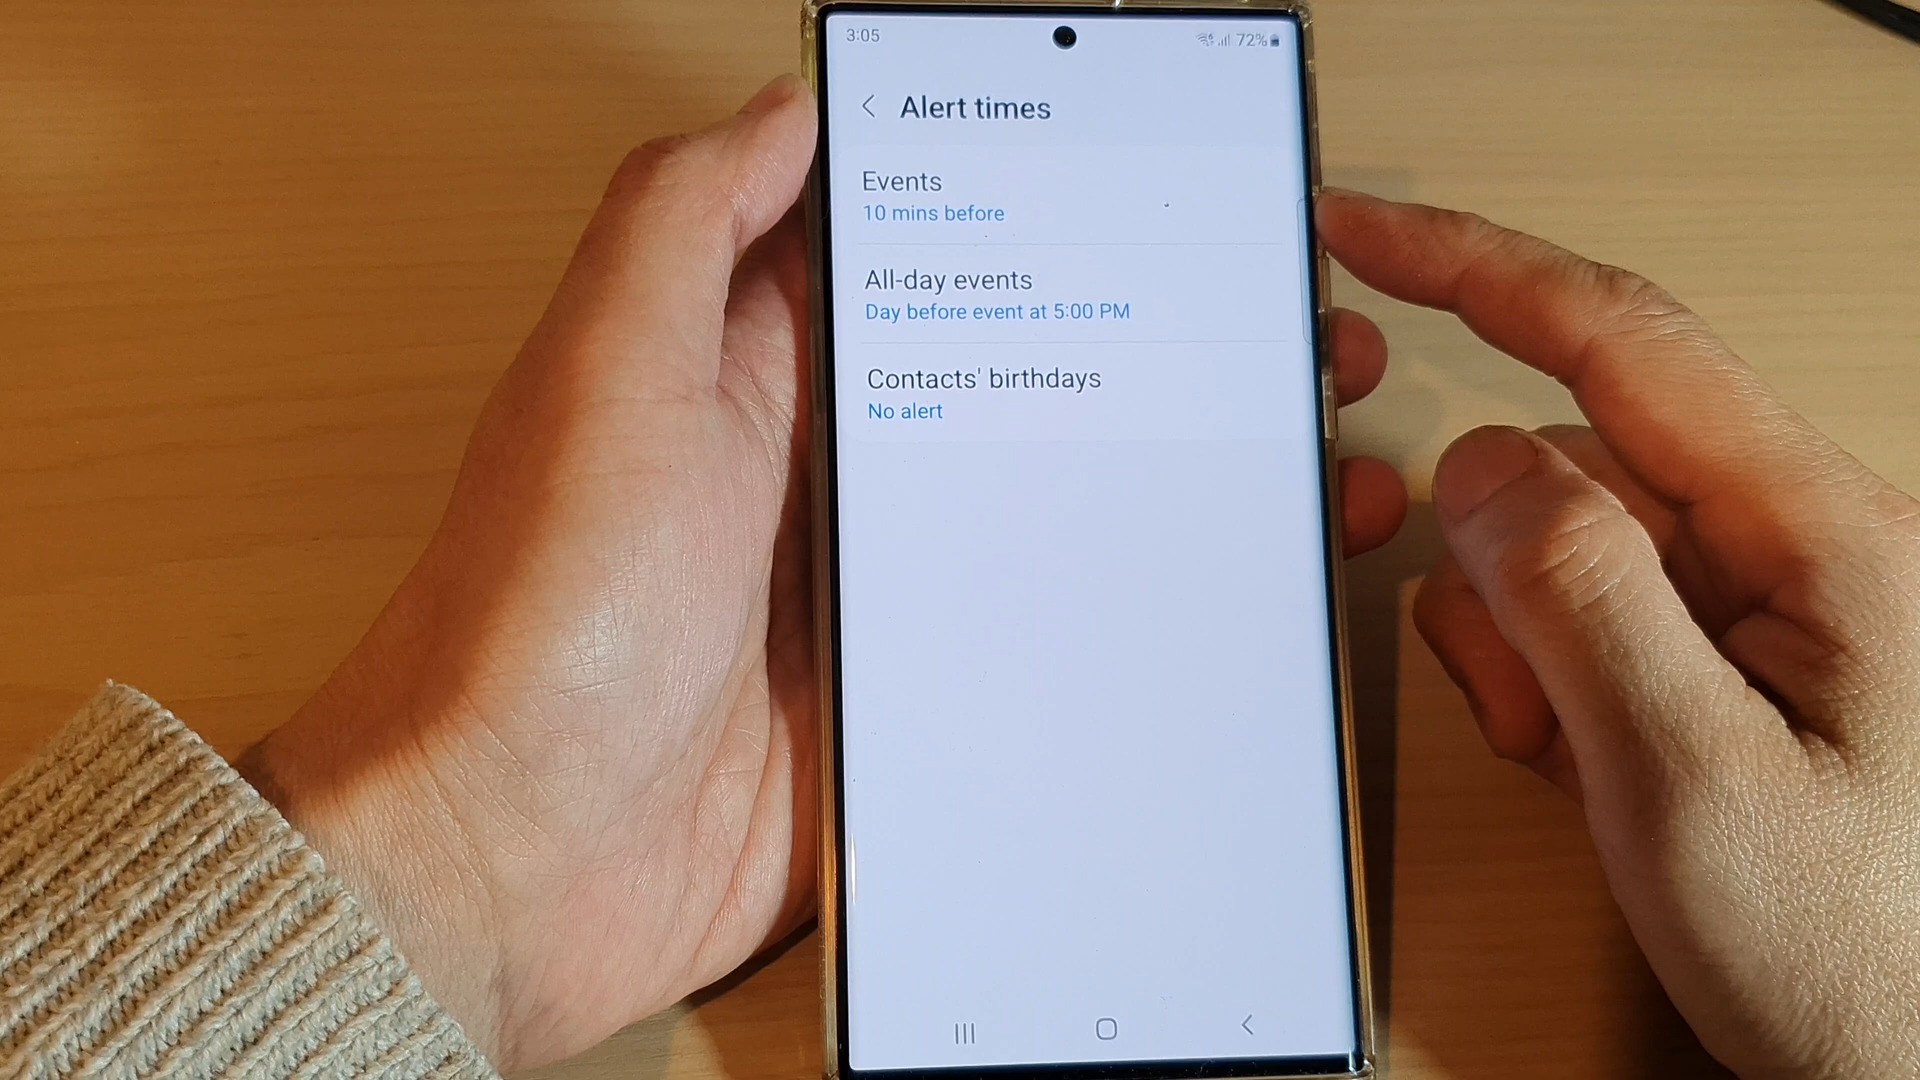 3:05
72%
Alert times
Events
10 mins before
All-day events
Day before event at 5:00 PM
Contacts' birthdays
No alert